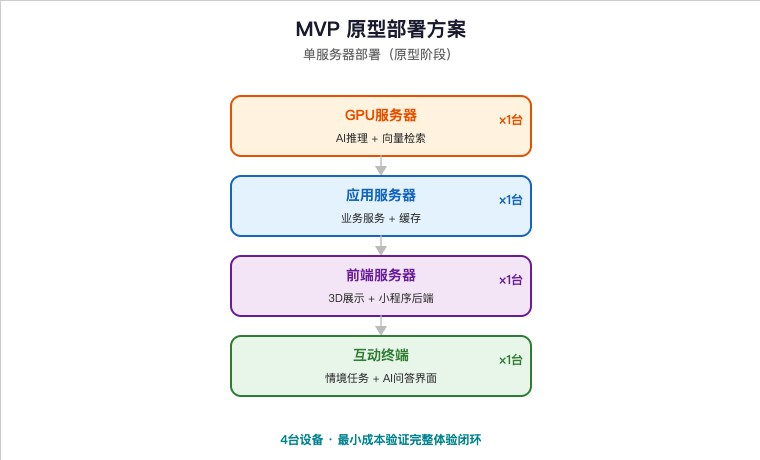 MVP 原型部署方案
单服务器部署（原型阶段）
GPU服务器
×1台
AI推理 + 向量检索
应用服务器
×1台
业务服务 + 缓存
前端服务器
×1台
3D展示 + 小程序后端
互动终端
×1台
情境任务 + AI问答界面
4台设备 · 最小成本验证完整体验闭环